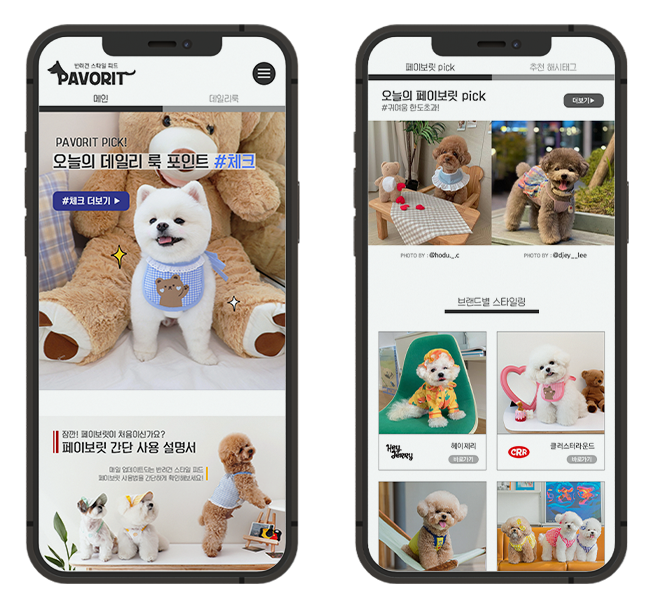 반려견 스타일 피드
PAVORIT
메인
데일리룩
PAVORIT PICK!
오늘의 데일리 룩 포인트 #체크
#체크 더보기 ▶
잠깐! 페이보릿이 처음이신가요?
페이보릿 간단 사용 설명서
매일 업데이트되는 반려견 스타일 피드
페이보릿 사용법을 간단하게 확인해보세요!
페이보릿 pick
추천 해시태그
오늘의 페이보릿 pick
#귀여움 한도초과!
더보기 ▶
PHOTO BY : @hodu._.c
PHOTO BY : @djey__lee
브랜드별 스타일링
Hey Jerry
헤이제리
바로가기
CRR
클러스터라운드
바로가기